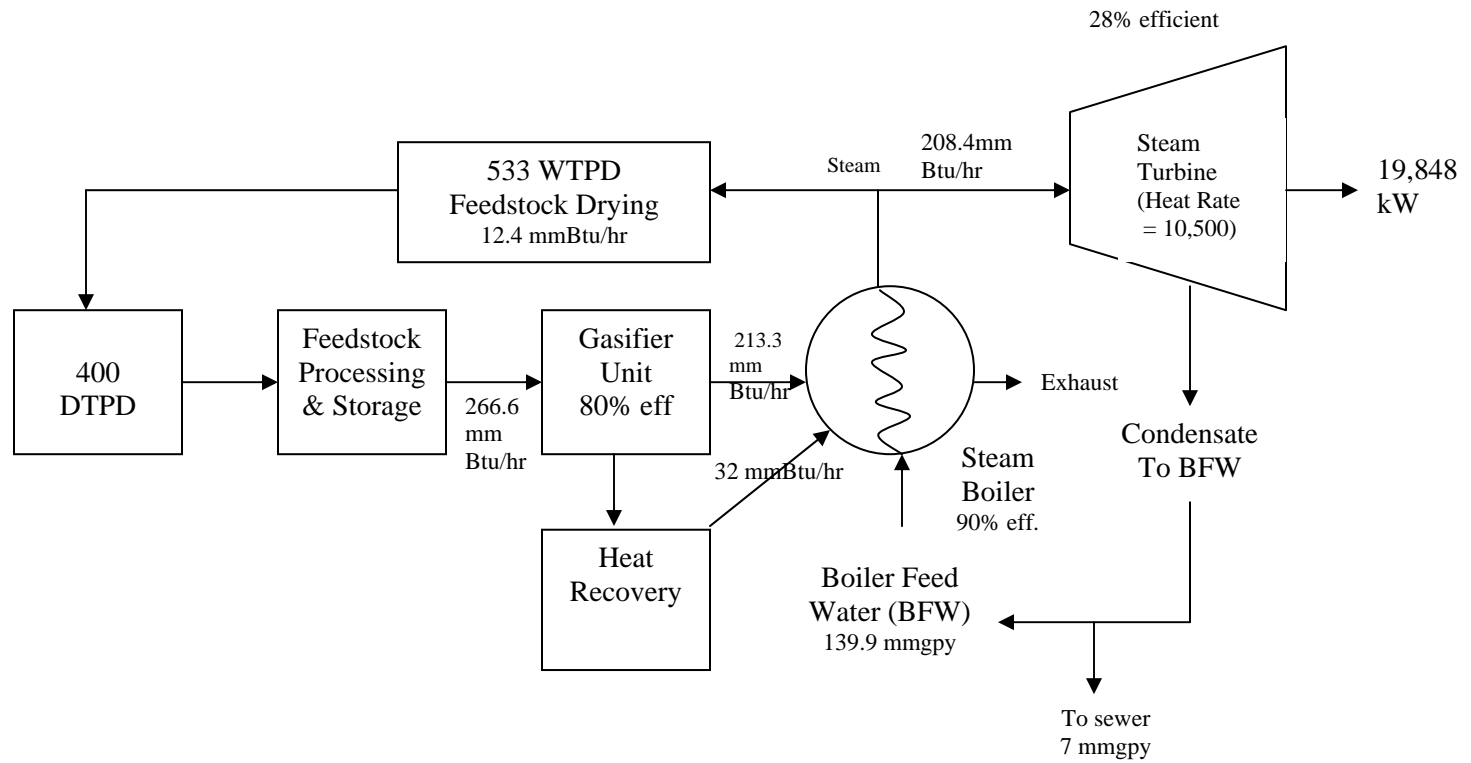 28% efficient
533 WTPD
Feedstock Drying
12.4 mmBtu/hr
Steam
208.4mm
Btu/hr
Steam
Turbine
(Heat Rate
= 10,500)
19,848
kW
400
DTPD
Feedstock
Processing
& Storage
266.6
mm
Btu/hr
Gasifier
Unit
80% eff
213.3
mm
Btu/hr
32 mmBtu/hr
Exhaust
Steam
Boiler
90% eff.
Condensate
To BFW
Heat
Recovery
Boiler Feed
Water (BFW)
139.9 mmgpy
To sewer
7 mmgpy